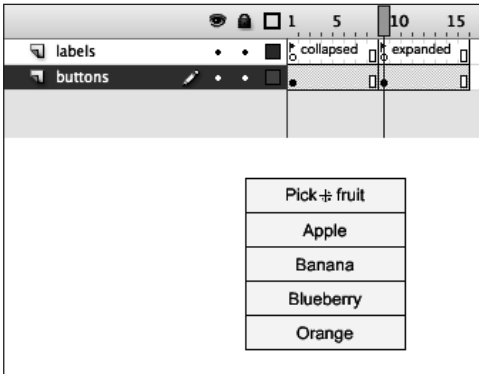 1 5 10 15
labels collapsed expanded
buttons
Pick fruit
Apple
Banana
Blueberry
Orange